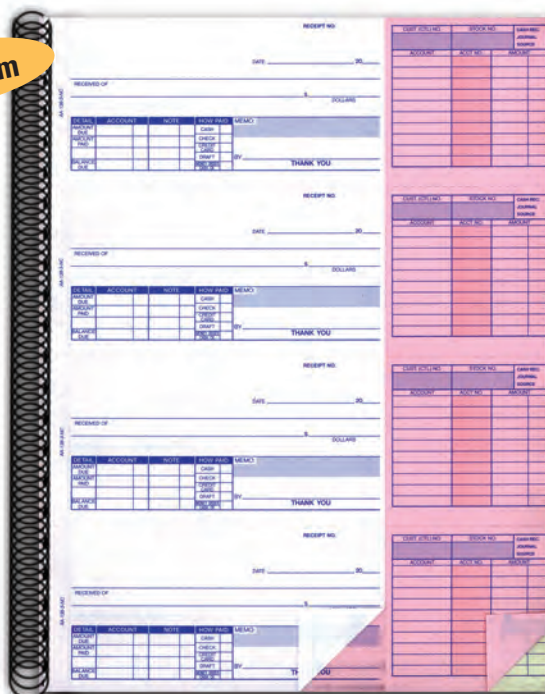 m
RECEIPT NO.
DATE 20
RECEIVED OF
$
DOLLARS
DETAIL ACCOUNT NOTE HOW PAID MEMO:
AMOUNT DUE CASH
AMOUNT PAID CHECK
CREDIT CARD
BALANCE DUE DRAFT
BY
THANK YOU
CUST. (CTL.) NO. STOCK NO. CASH REC. JOURNAL SOURCE
ACCOUNT ACCT NO. AMOUNT
RECEIPT NO.
DATE 20
RECEIVED OF
$
DOLLARS
DETAIL ACCOUNT NOTE HOW PAID MEMO:
AMOUNT DUE CASH
AMOUNT PAID CHECK
CREDIT CARD
BALANCE DUE DRAFT
BY
THANK YOU
CUST. (CTL.) NO. STOCK NO. CASH REC. JOURNAL SOURCE
ACCOUNT ACCT NO. AMOUNT
RECEIPT NO.
DATE 20
RECEIVED OF
$
DOLLARS
DETAIL ACCOUNT NOTE HOW PAID MEMO:
AMOUNT DUE CASH
AMOUNT PAID CHECK
CREDIT CARD
BALANCE DUE DRAFT
BY
THANK YOU
CUST. (CTL.) NO. STOCK NO. CASH REC. JOURNAL SOURCE
ACCOUNT ACCT NO. AMOUNT
RECEIPT NO.
DATE 20
RECEIVED OF
$
DETAIL ACCOUNT NOTE HOW PAID MEMO:
AMOUNT DUE CASH
AMOUNT PAID CHECK
CREDIT CARD
BALANCE DUE DRAFT
BY
CUST. (CTL.) NO. STOCK NO. CASH REC. JOURNAL SOURCE
ACCOUNT ACCT NO. AMOUNT